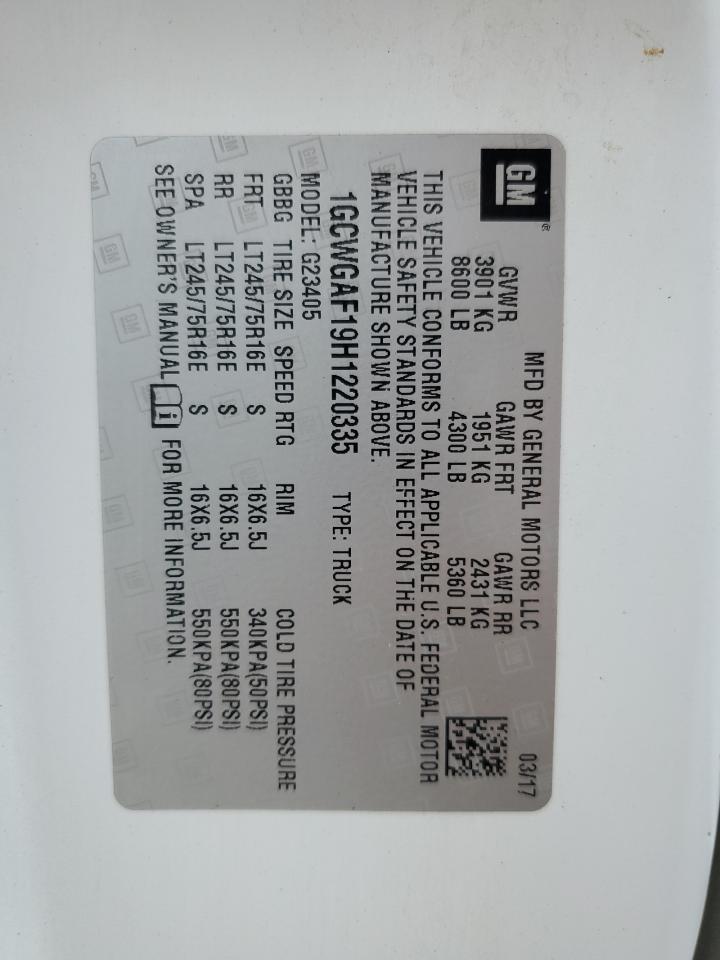 GM®
MFD BY GENERAL MOTORS LLC 03/17
GVWR GAWR FRT GAWR RR
3901 KG 1951 KG 2431 KG
8600 LB 4300 LB 5360 LB
THIS VEHICLE CONFORMS TO ALL APPLICABLE U.S. FEDERAL MOTOR
VEHICLE SAFETY STANDARDS IN EFFECT ON THE DATE OF
MANUFACTURE SHOWN ABOVE.
1GCWGAF19H1220335 TYPE: TRUCK
MODEL: G23405
GBBG TIRE SIZE SPEED RTG RIM COLD TIRE PRESSURE
FRT LT245/75R16E S 16X6.5J 340KPA(50PSI)
RR LT245/75R16E S 16X6.5J 550KPA(80PSI)
SPA LT245/75R16E S 16X6.5J 550KPA(80PSI)
SEE OWNER'S MANUAL i FOR MORE INFORMATION.